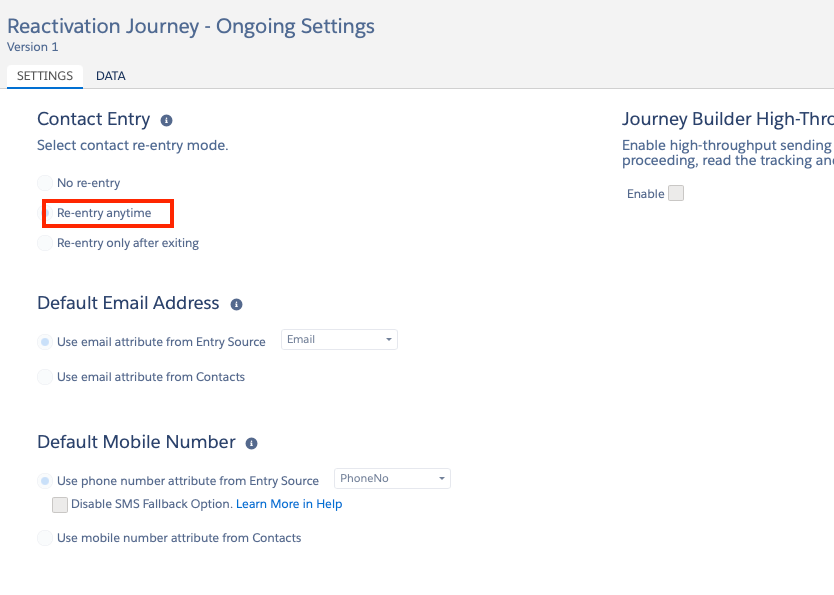 Reactivation Journey - Ongoing Settings
Version 1
SETTINGS DATA
Contact Entry
Select contact re-entry mode.
No re-entry
Re-entry anytime
Re-entry only after exiting
Journey Builder High-Thro
Enable high-throughput sending
proceeding, read the tracking an
Enable
Default Email Address
Use email attribute from Entry Source Email
Use email attribute from Contacts
Default Mobile Number
Use phone number attribute from Entry Source PhoneNo
Disable SMS Fallback Option. Learn More in Help
Use mobile number attribute from Contacts